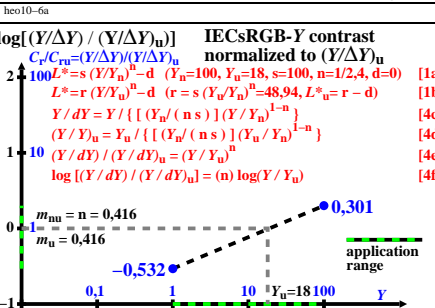 heo10-6a
log[(Y/ΔY) / (Y/ΔY)u)] IECsRGB-Y contrast
Cr/Cru=(Y/ΔY)/(Y/ΔY)u) normalized to (Y/ΔY)u
2 100 L*=s (Y/Yn)^n–d (Yn=100, Yu=18, s=100, n=1/2,4, d=0) [1a
L*=r (Y/Yu)^n–d (r = s (Yu/Yn)^n=48,94, L*u= r – d) [1b
Y / dY = Y / { [ (Yn/ ( n s ) ] (Y / Yn)^1–n } [4c
1 10 (Y / Y)u = Yu / { [ (Yn/ ( n s ) ] (Yu / Yn)^1–n } [4d
(Y / dY) / (Y / dY)u = (Y / Yu)^n [4e
log [(Y / dY) / (Y / dY)u] = (n) log(Y / Yu) [4f
mnu = n = 0,416 0,301
0 1
mu = 0,416
application
–0,532 range
0,1 1 10 Yu=18 100 Y
–1